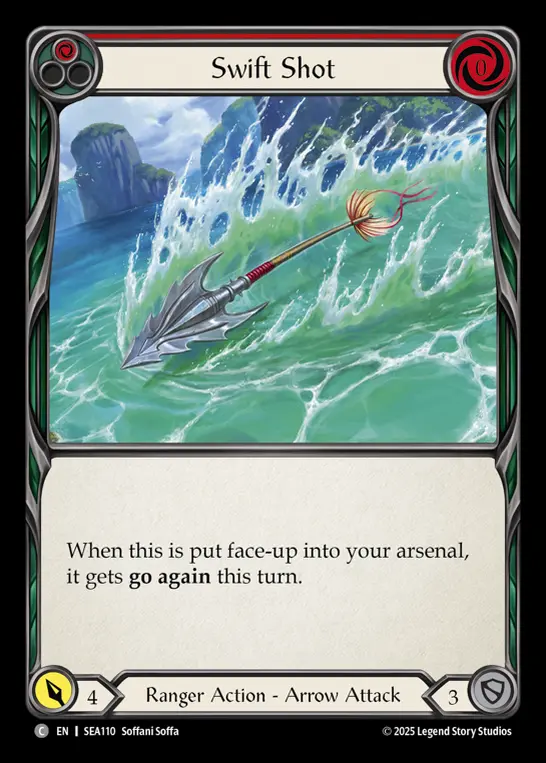 Swift Shot
0
When this is put face-up into your arsenal,
it gets go again this turn.
4
Ranger Action - Arrow Attack
3
C EN SEA110 Soffani Soffa
© 2025 Legend Story Studios